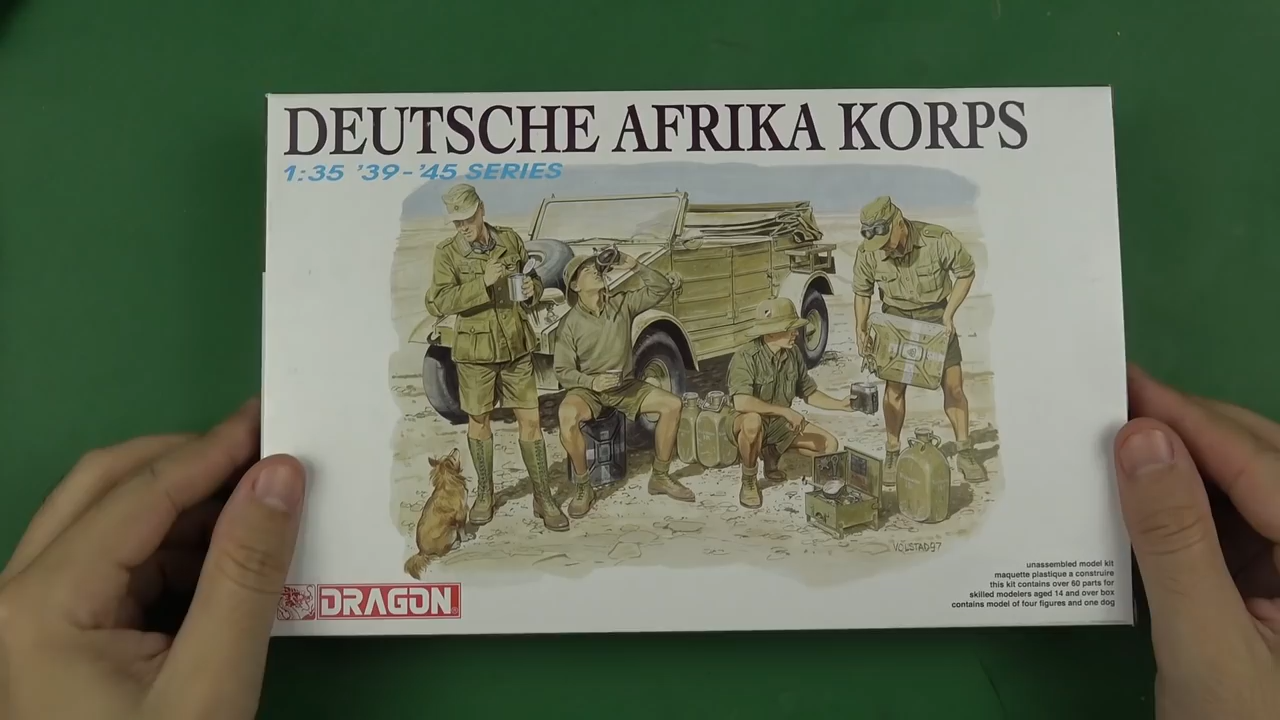 DEUTSCHE AFRIKA KORPS
1:35 '39-'45 SERIES
VOLSTAD97
unassembled model kit
maquette plastique a construire
this kit contains over 60 parts for
skilled modelers aged 14 and over box
contains model of four figures and one dog
DRAGON